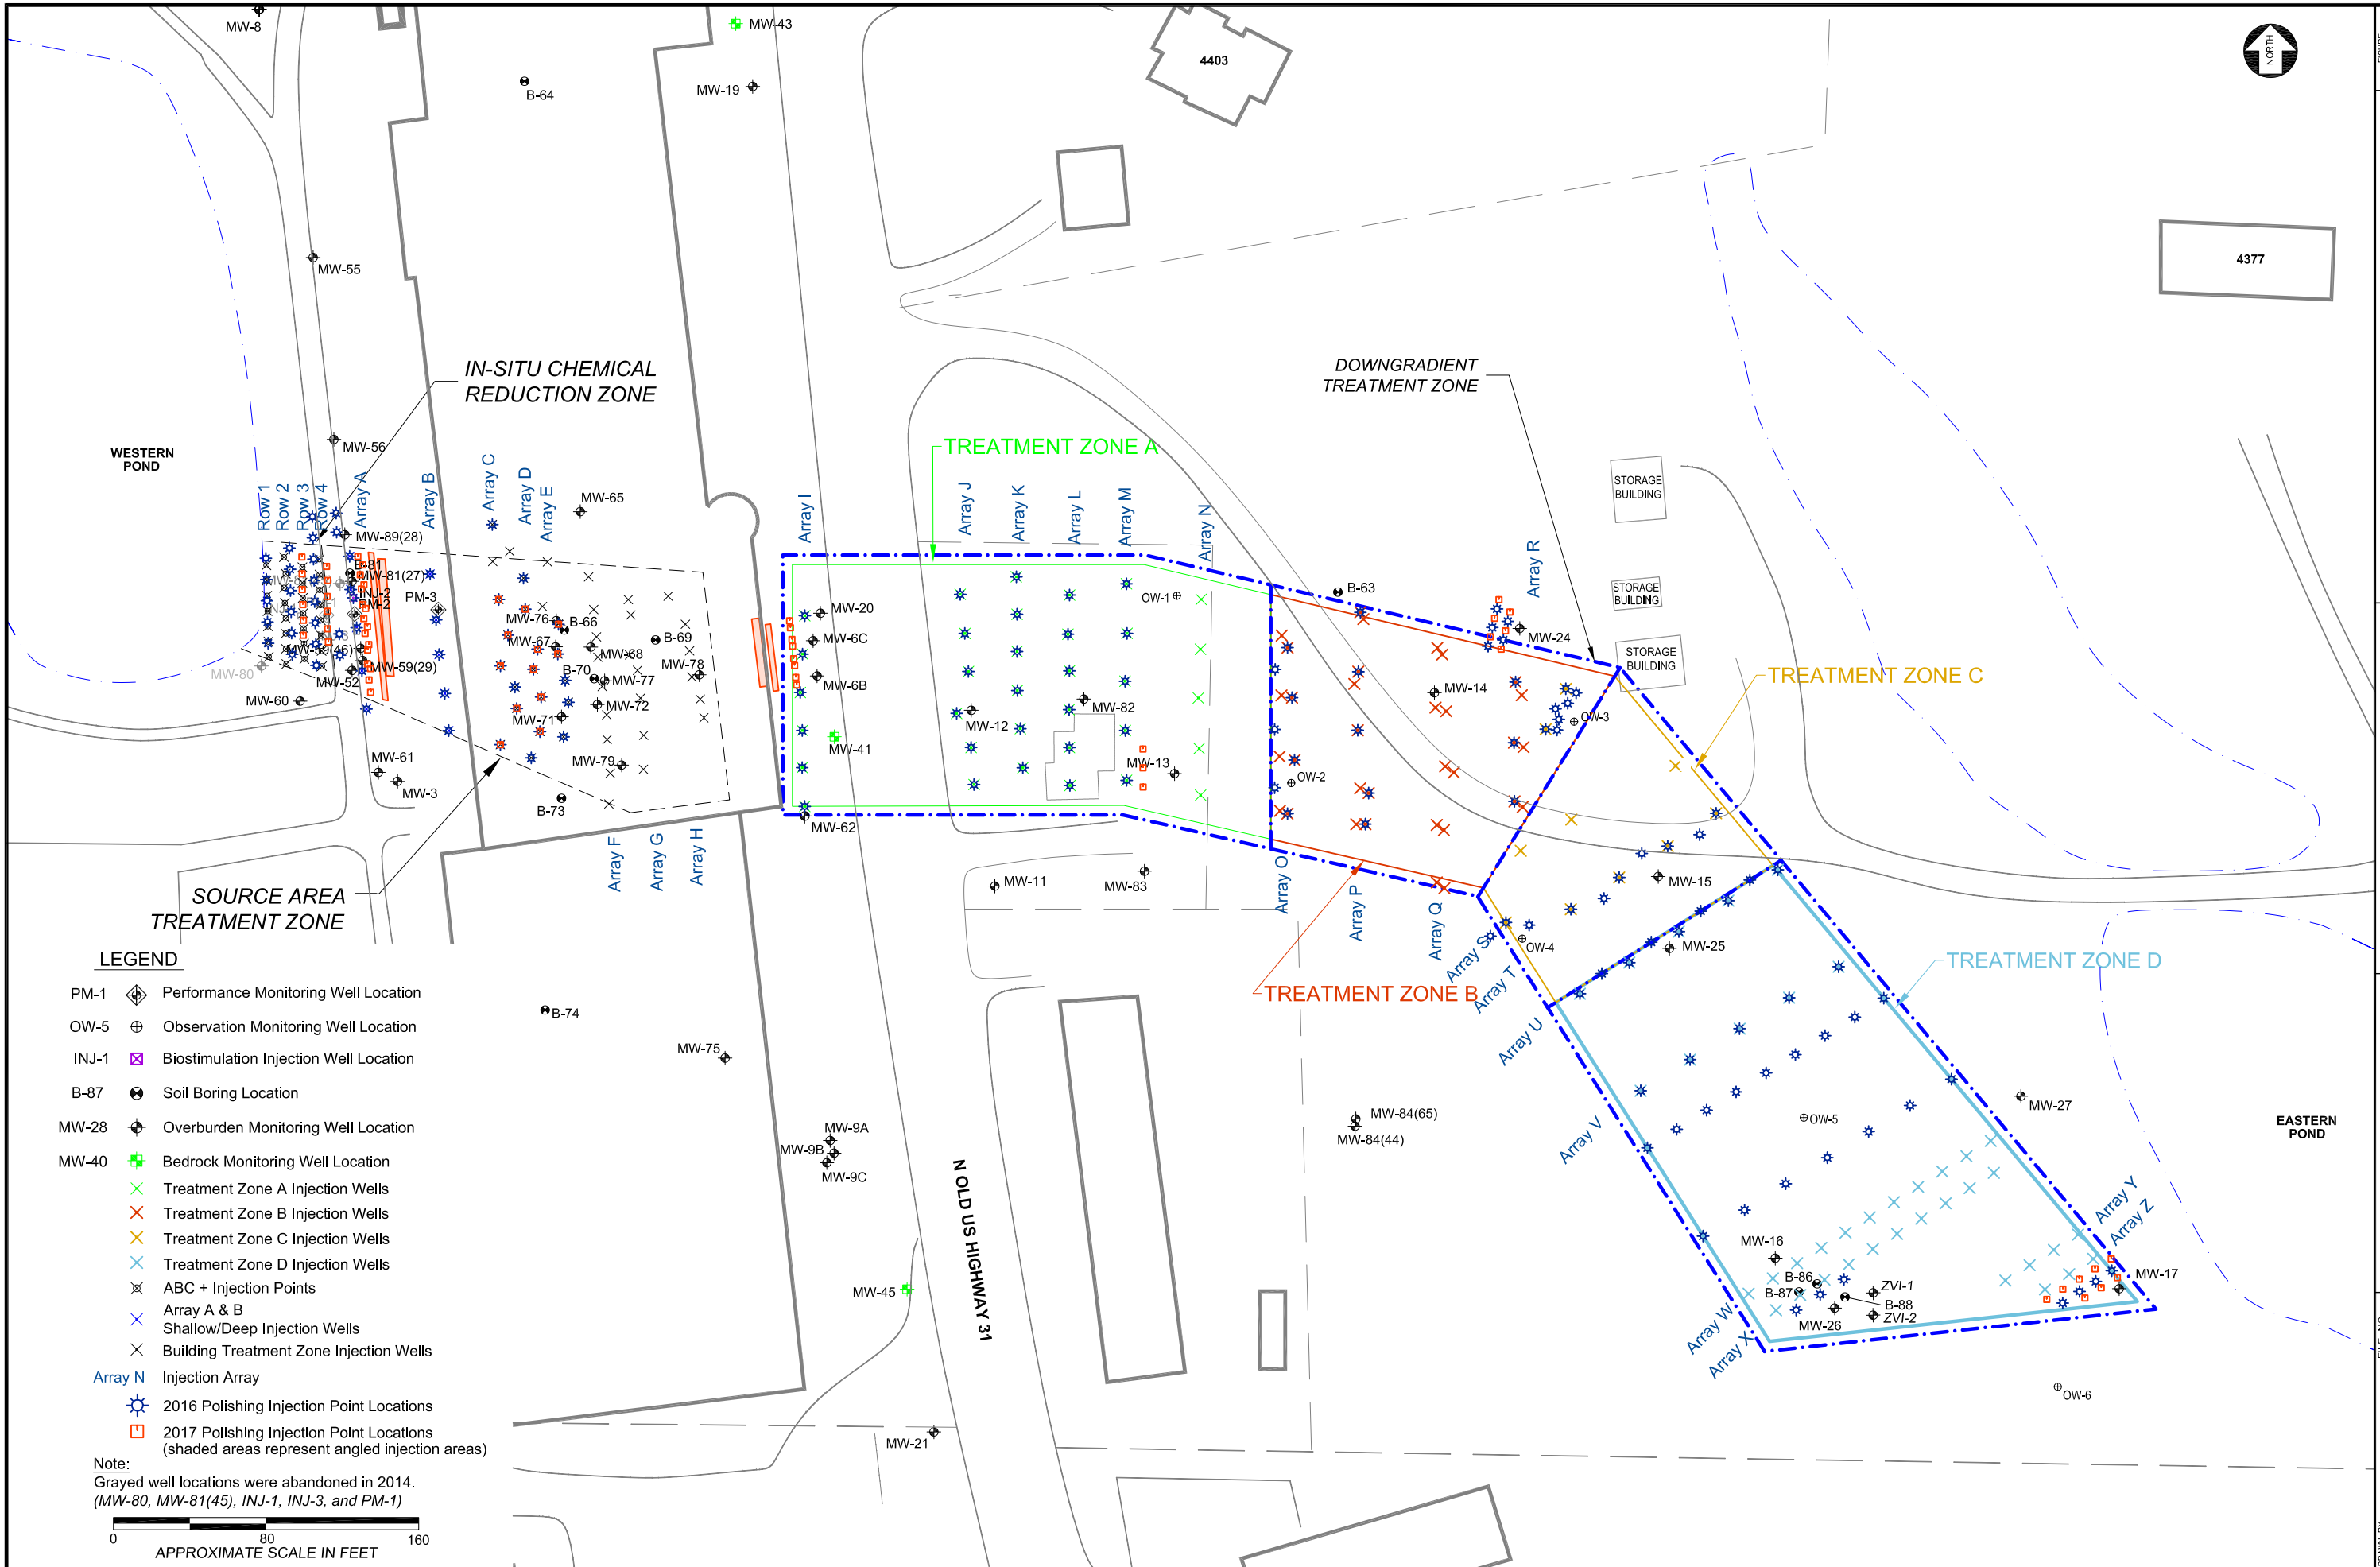 MW-8
MW-43
MW-19
B-64
4403
NORTH
4377
MW-55
MW-56
IN-SITU CHEMICAL
REDUCTION ZONE
DOWNGRADIENT
TREATMENT ZONE
WESTERN
POND
TREATMENT ZONE A
Row 1
Row 2
Row 3
Row 4
Array A
Array B
Array C
Array D
Array E
MW-65
Array I
Array J
Array K
Array L
Array M
Array N
Array R
STORAGE
BUILDING
STORAGE
BUILDING
STORAGE
BUILDING
MW-89(28)
B-81
MW-81(27)
INJ-2
PM-2
PM-3
MW-59(46)
MW-59(29)
MW-52
MW-80
MW-60
MW-61
MW-3
MW-76
B-66
MW-67
MW-68
B-69
B-70
MW-77
MW-78
MW-71
MW-72
MW-79
B-73
MW-20
MW-6C
MW-6B
MW-41
MW-62
MW-12
MW-82
MW-13
OW-1
OW-2
B-63
MW-24
MW-14
OW-3
TREATMENT ZONE C
MW-11
MW-83
MW-15
MW-25
OW-4
Array F
Array G
Array H
Array O
Array P
Array Q
Array S
Array T
Array U
Array V
SOURCE AREA
TREATMENT ZONE
TREATMENT ZONE B
TREATMENT ZONE D
B-74
MW-75
MW-9A
MW-9B
MW-9C
MW-84(65)
MW-84(44)
OW-5
MW-27
EASTERN
POND
N OLD US HIGHWAY 31
MW-45
MW-21
MW-16
B-86
B-87
B-88
MW-26
ZVI-1
ZVI-2
Array W
Array X
Array Y
Array Z
MW-17
OW-6
LEGEND
PM-1 Performance Monitoring Well Location
OW-5 Observation Monitoring Well Location
INJ-1 Biostimulation Injection Well Location
B-87 Soil Boring Location
MW-28 Overburden Monitoring Well Location
MW-40 Bedrock Monitoring Well Location
Treatment Zone A Injection Wells
Treatment Zone B Injection Wells
Treatment Zone C Injection Wells
Treatment Zone D Injection Wells
ABC + Injection Points
Array A & B
Shallow/Deep Injection Wells
Building Treatment Zone Injection Wells
Array N Injection Array
2016 Polishing Injection Point Locations
2017 Polishing Injection Point Locations
(shaded areas represent angled injection areas)
Note:
Grayed well locations were abandoned in 2014.
(MW-80, MW-81(45), INJ-1, INJ-3, and PM-1)
0 80 160
APPROXIMATE SCALE IN FEET